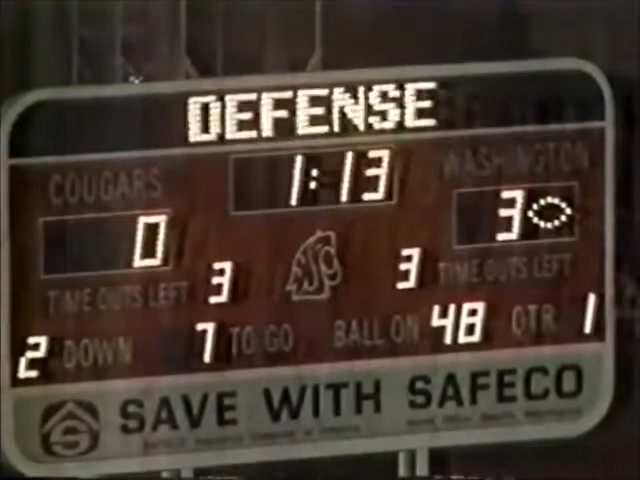 DEFENSE
COUGARS 1:13 WASHINGTON
0 3
TIME OUTS LEFT 3 WSC 3 TIME OUTS LEFT
2 DOWN 7 TO GO BALL ON 48 QTR 1
SAVE WITH SAFECO